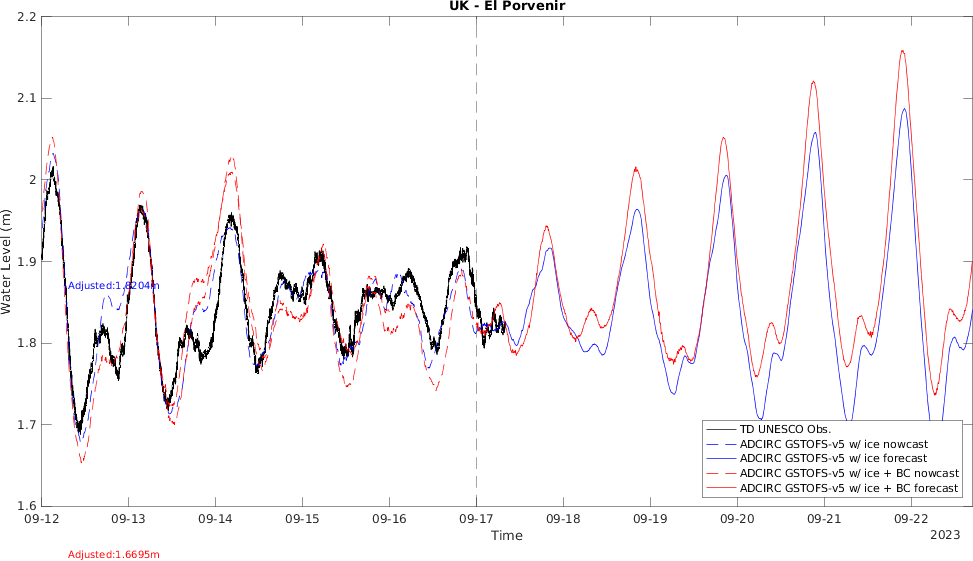 UK - El Porvenir
Water Level (m)
2.2
2.1
2
1.9
1.8
1.7
1.6
Adjusted:1.8204m
TD UNESCO Obs.
ADCIRC GSTOFS-v5 w/ ice nowcast
ADCIRC GSTOFS-v5 w/ ice forecast
ADCIRC GSTOFS-v5 w/ ice + BC nowcast
ADCIRC GSTOFS-v5 w/ ice + BC forecast
09-12 09-13 09-14 09-15 09-16 09-17 09-18 09-19 09-20 09-21 09-22
2023
Time
Adjusted:1.6695m